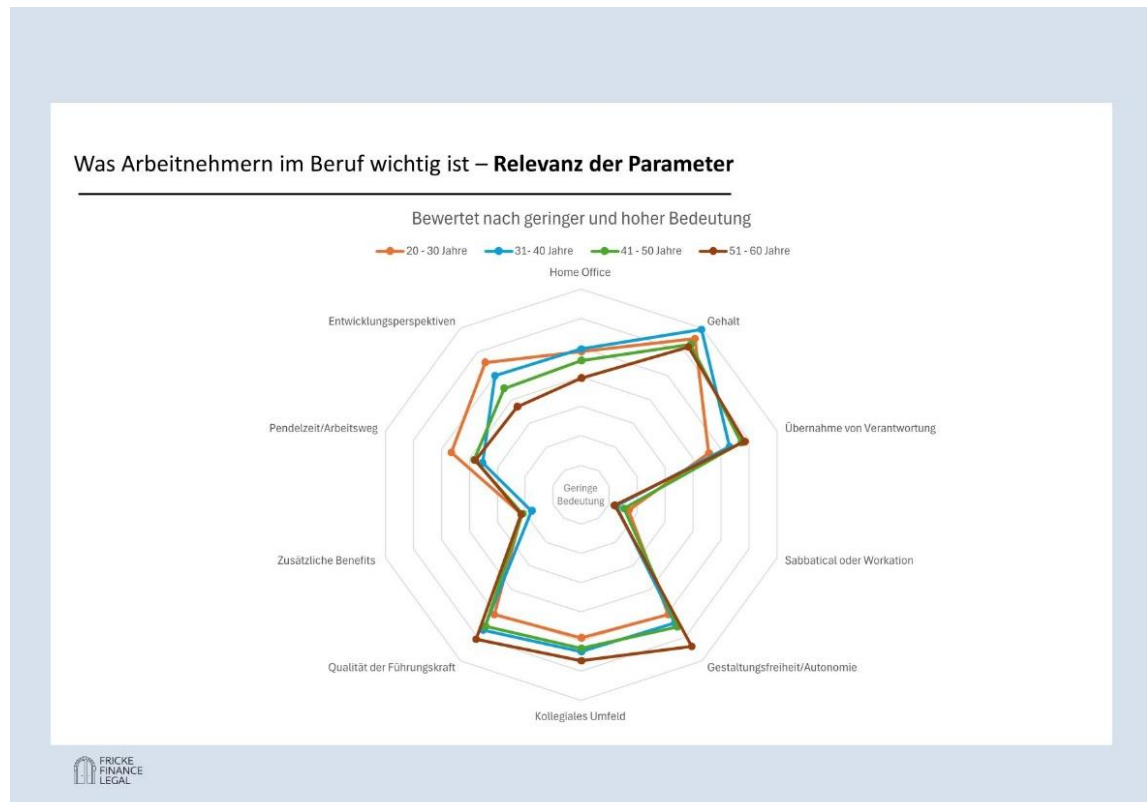 Was Arbeitnehmern im Beruf wichtig ist – Relevanz der Parameter
Bewertet nach geringer und hoher Bedeutung
20 - 30 Jahre
31- 40 Jahre
41 - 50 Jahre
51 - 60 Jahre
Home Office
Entwicklungsperspektiven
Gehalt
Pendelzeit/Arbeitsweg
Übernahme von Verantwortung
Geringe
Bedeutung
Zusätzliche Benefits
Sabbatical oder Workation
Qualität der Führungskraft
Gestaltungsfreiheit/Autonomie
Kollegiales Umfeld
FRICKE
FINANCE
LEGAL